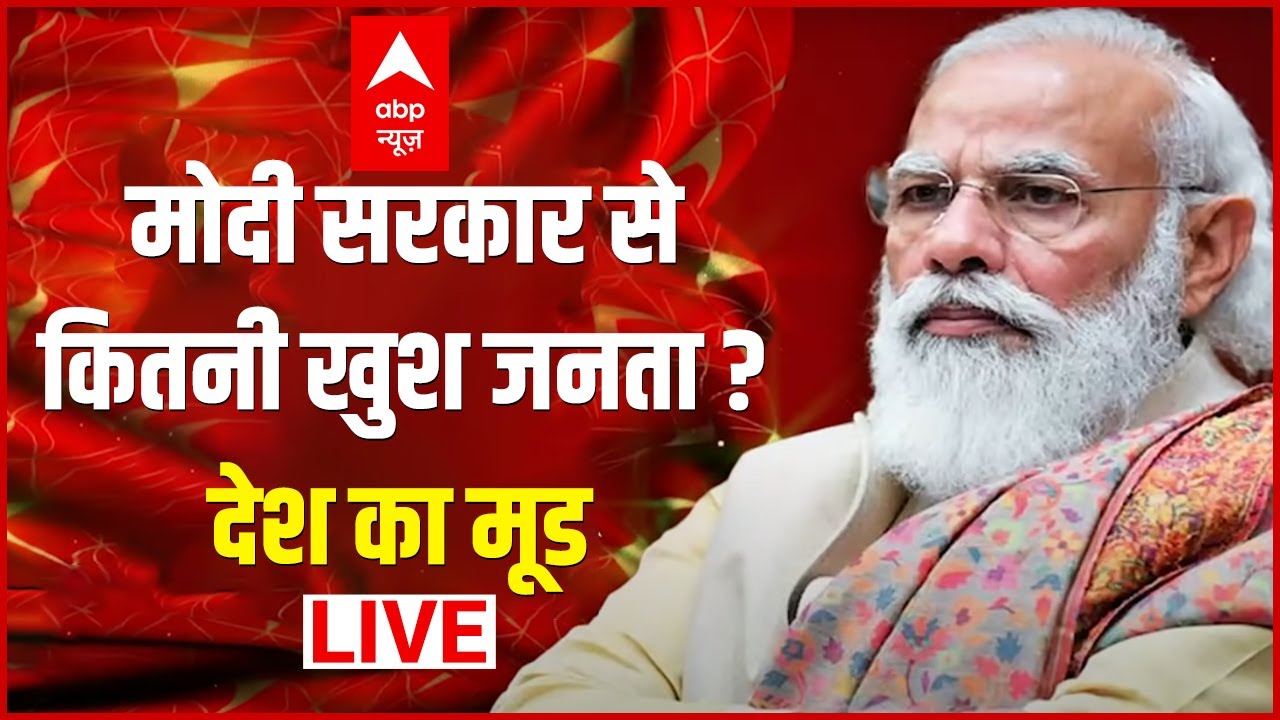 abp
न्यूज़
मोदी सरकार से
कितनी खुश जनता ?
देश का मूड
LIVE